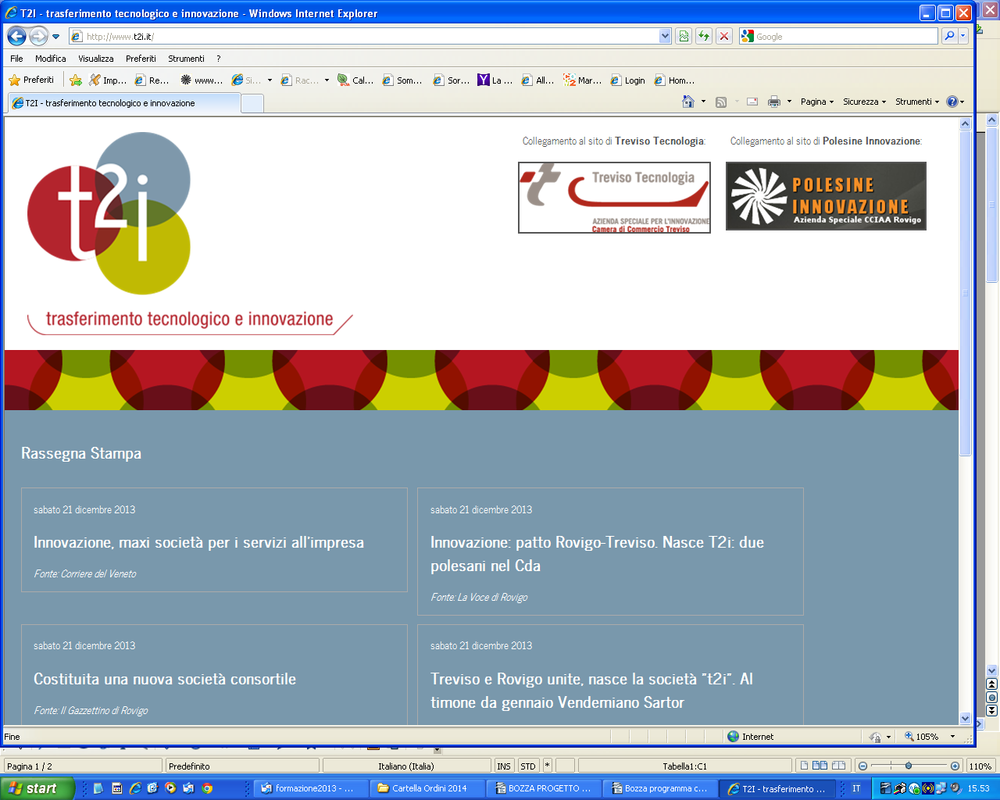 T2I - trasferimento tecnologico e innovazione - Windows Internet Explorer
http://www.t2i.it/
Google
File Modifica Visualizza Preferiti Strumenti ?
Preferiti Imp... Re... www... Si... Rac... Cal... Som... Sor... La ... All... Mar... Login Hom...
T2I - trasferimento tecnologico e innovazione
Pagina Sicurezza Strumenti
t2i
trasferimento tecnologico e innovazione
Collegamento al sito di Treviso Tecnologia:
Treviso Tecnologia
AZIENDA SPECIALE PER L'INNOVAZIONE
Camera di Commercio Treviso
Collegamento al sito di Polesine Innovazione:
POLESINE
INNOVAZIONE
Azienda Speciale CCIAA Rovigo
Rassegna Stampa
sabato 21 dicembre 2013
Innovazione, maxi società per i servizi all'impresa
Fonte: Corriere del Veneto
sabato 21 dicembre 2013
Innovazione: patto Rovigo-Treviso. Nasce T2i: due
polesani nel Cda
Fonte: La Voce di Rovigo
sabato 21 dicembre 2013
Costituita una nuova società consortile
Fonte: Il Gazzettino di Rovigo
sabato 21 dicembre 2013
Treviso e Rovigo unite, nasce la società "t2i". Al
timone da gennaio Vendemiano Sartor
Fine Internet 105%
Pagina 1 / 2 Predefinito Italiano (Italia) INS STD * Tabella1:C1 110%
start formazione2013 - ... Cartella Ordini 2014 BOZZA PROGETTO ... Bozza programma c... T2I - trasferimento ... IT 15.53